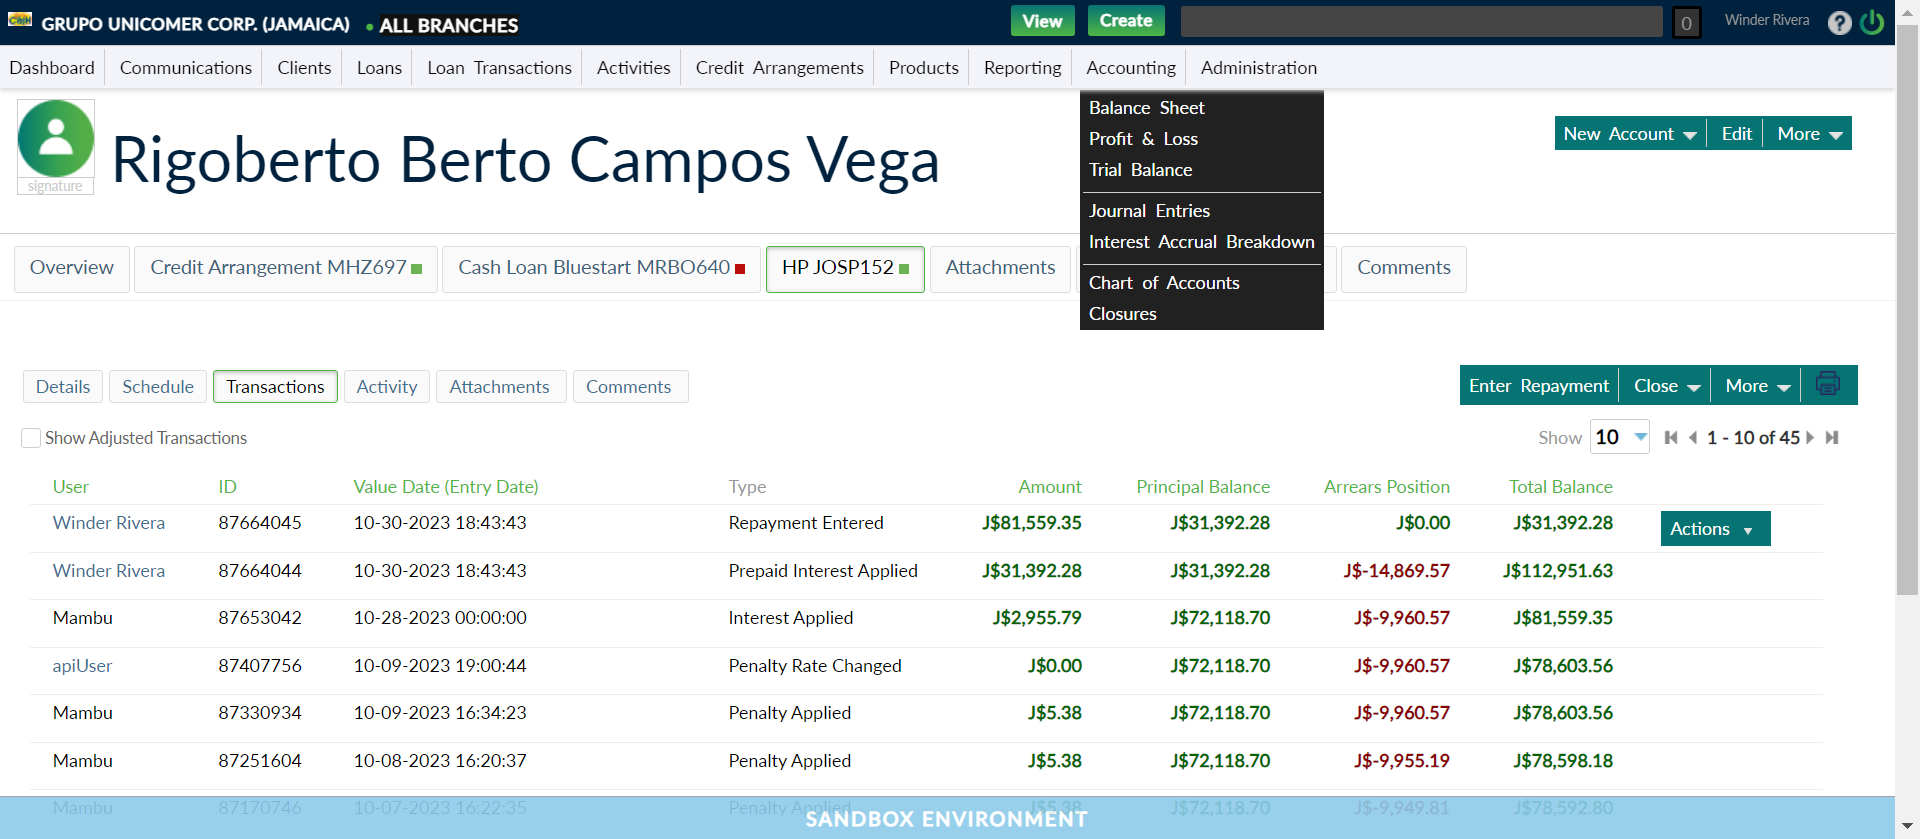 Cash
GRUPO UNICOMER CORP. (JAMAICA) ALL BRANCHES View Create 0 Winder Rivera ?
Dashboard Communications Clients Loans Loan Transactions Activities Credit Arrangements Products Reporting Accounting Administration
Balance Sheet
Profit & Loss
Trial Balance
Journal Entries
Interest Accrual Breakdown
Chart of Accounts
Closures
New Account Edit More
signature
Rigoberto Berto Campos Vega
Overview Credit Arrangement MHZ697 Cash Loan Bluestart MRBO640 HP JOSP152 Attachments Comments
Details Schedule Transactions Activity Attachments Comments
Enter Repayment Close More
Show Adjusted Transactions
Show 10 1 - 10 of 45
User ID Value Date (Entry Date) Type Amount Principal Balance Arrears Position Total Balance
Winder Rivera 87664045 10-30-2023 18:43:43 Repayment Entered J$81,559.35 J$31,392.28 J$0.00 J$31,392.28 Actions
Winder Rivera 87664044 10-30-2023 18:43:43 Prepaid Interest Applied J$31,392.28 J$31,392.28 J$-14,869.57 J$112,951.63
Mambu 87653042 10-28-2023 00:00:00 Interest Applied J$2,955.79 J$72,118.70 J$-9,960.57 J$81,559.35
apiUser 87407756 10-09-2023 19:00:44 Penalty Rate Changed J$0.00 J$72,118.70 J$-9,960.57 J$78,603.56
Mambu 87330934 10-09-2023 16:34:23 Penalty Applied J$5.38 J$72,118.70 J$-9,960.57 J$78,603.56
Mambu 87251604 10-08-2023 16:20:37 Penalty Applied J$5.38 J$72,118.70 J$-9,955.19 J$78,598.18
Mambu 87170746 10-07-2023 16:22:35 Penalty Applied J$5.38 J$72,118.70 J$-9,949.81 J$78,592.80
SANDBOX ENVIRONMENT